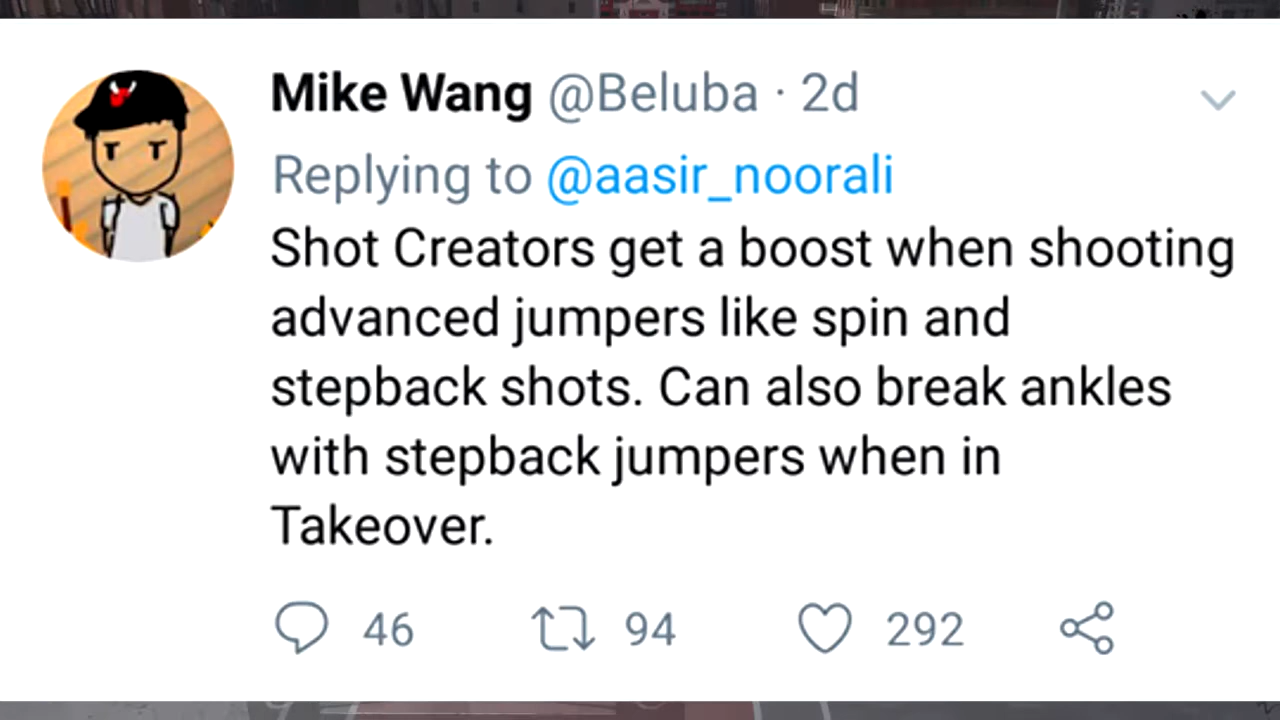 Mike Wang @Beluba · 2d
Replying to @aasir_noorali
Shot Creators get a boost when shooting
advanced jumpers like spin and
stepback shots. Can also break ankles
with stepback jumpers when in
Takeover.
46 94 292